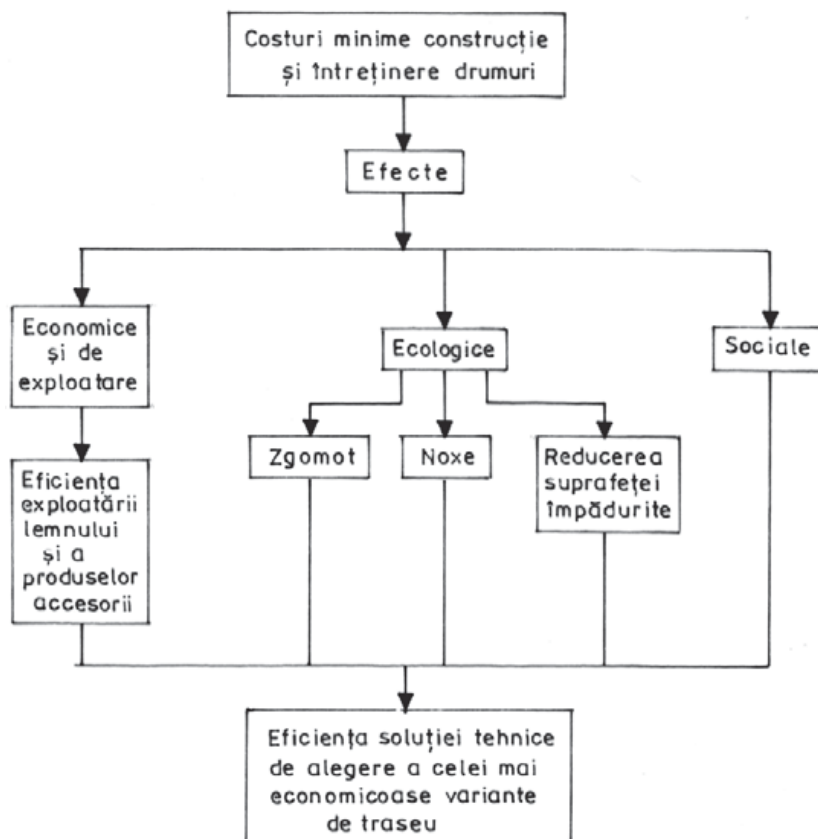 Costuri minime construcție
și întreținere drumuri
Efecte
Economice
și de
exploatare
Ecologice
Sociale
Zgomot
Noxe
Reducerea
suprafeței
împădurite
Eficiența
exploatării
lemnului
și a
produselor
accesorii
Eficiența soluției tehnice
de alegere a celei mai
economicoase variante
de traseu